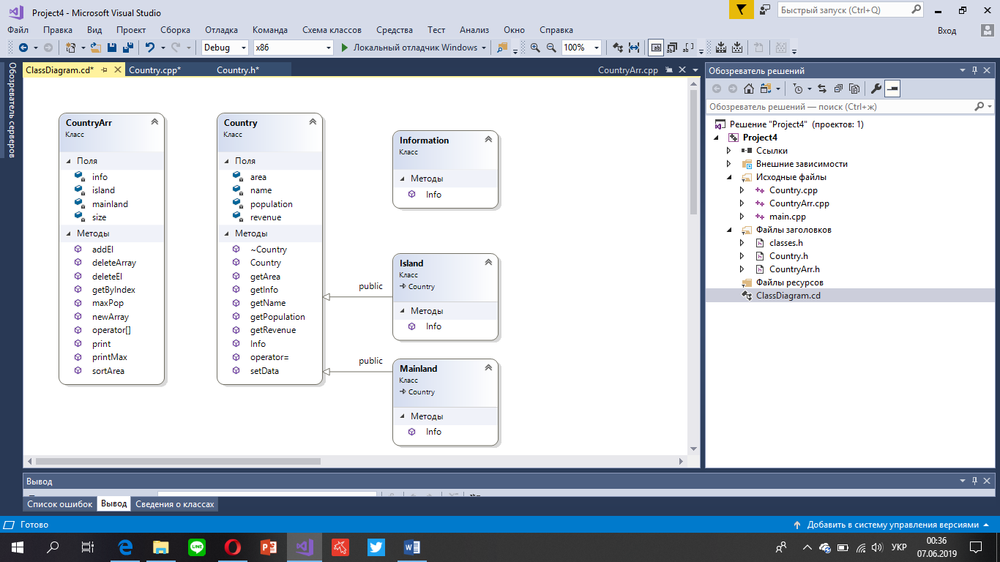 Project4 - Microsoft Visual Studio
Быстрый запуск (Ctrl+Q)
Файл Правка Вид Проект Сборка Отладка Команда Схема классов Средства Тест Анализ Окно Справка Вход
Debug x86 Локальный отладчик Windows 100%
Обозреватель серверов
ClassDiagram.cd* Country.cpp* Country.h* CountryArr.cpp
CountryArr
Класс
Поля
info
island
mainland
size
Методы
addEl
deleteArray
deleteEl
getByIndex
maxPop
newArray
operator[]
print
printMax
sortArea
Country
Класс
Поля
area
name
population
revenue
Методы
~Country
Country
getArea
getInfo
getName
getPopulation
getRevenue
Info
operator=
setData
Information
Класс
Методы
Info
public
Island
Класс
Country
Методы
Info
public
Mainland
Класс
Country
Методы
Info
Обозреватель решений
Обозреватель решений — поиск (Ctrl+ж)
Решение "Project4" (проектов: 1)
Project4
Ссылки
Внешние зависимости
Исходные файлы
Country.cpp
CountryArr.cpp
main.cpp
Файлы заголовков
classes.h
Country.h
CountryArr.h
Файлы ресурсов
ClassDiagram.cd
Вывод
Список ошибок Вывод Сведения о классах
Готово
Добавить в систему управления версиями
УКР
00:36
07.06.2019